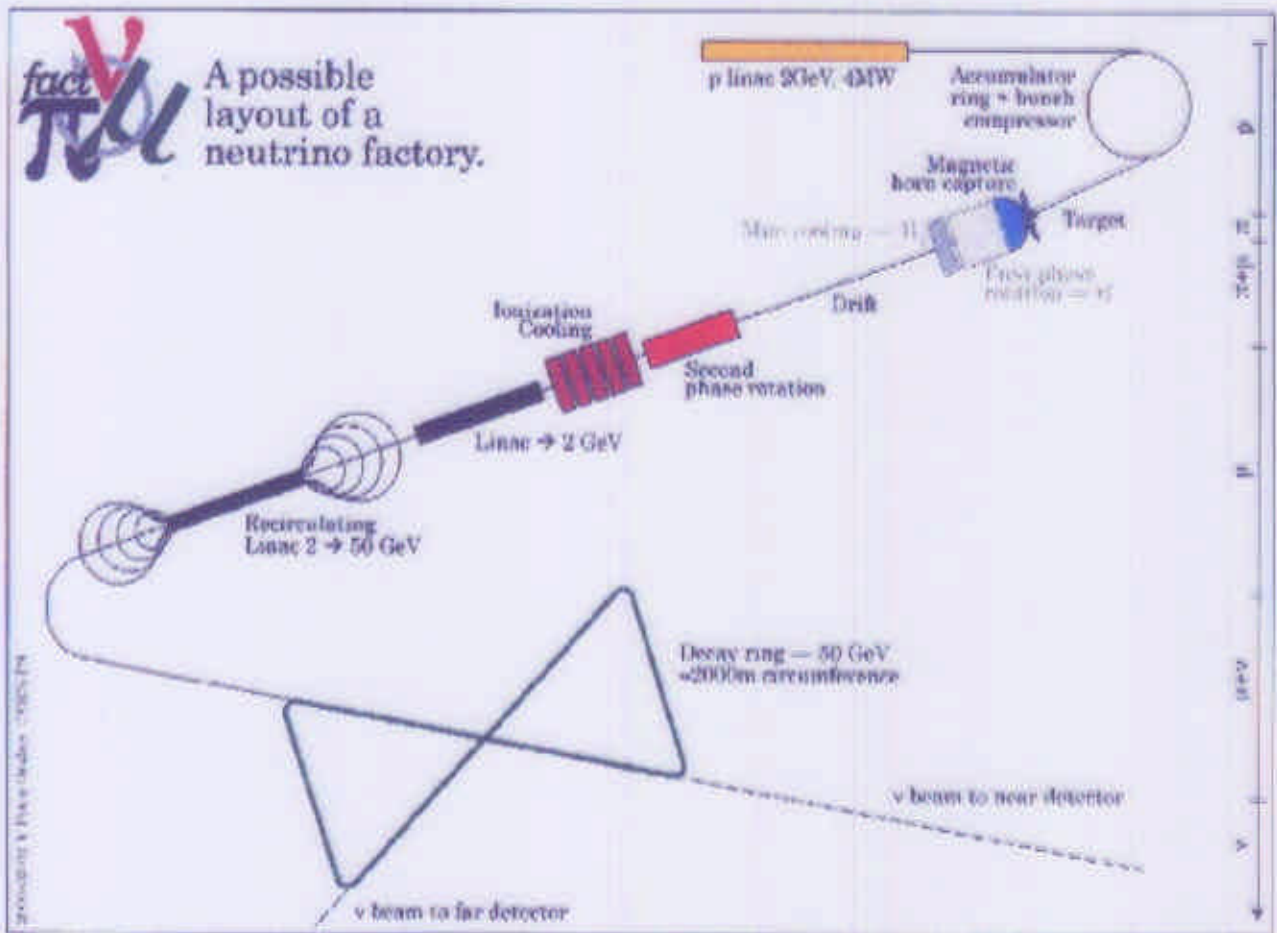 fact
ν
π
μ
A possible
layout of a
neutrino factory.
p linac 2GeV, 4MW
Accumulator
ring + bunch
compressor
Magnetic
horn capture
Target
p
π
Drift
Ionization
Cooling
Second
phase rotation
Linac → 2 GeV
μ
Recirculating
Linac 2 → 50 GeV
Decay ring — 50 GeV
≈2000m circumference
ν beam to near detector
ν
ν beam to far detector